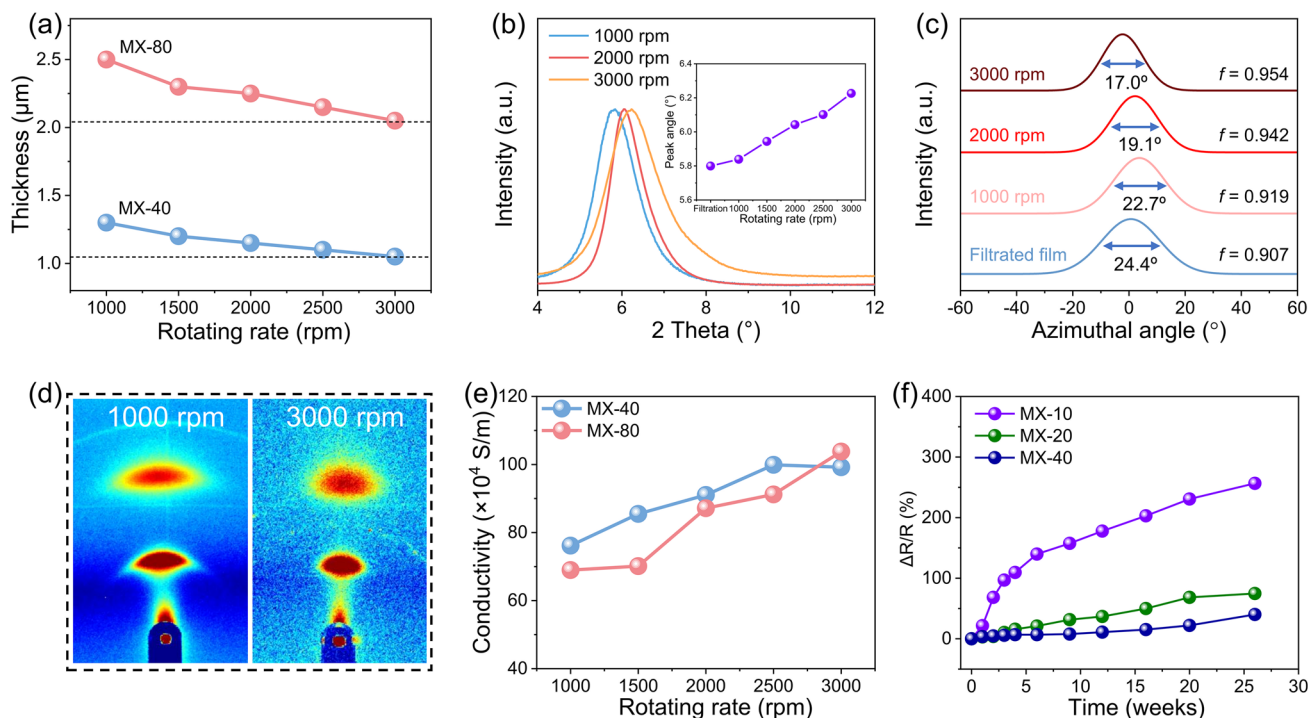 (a)
MX-80
MX-40
Thickness (μm)
2.5
2.0
1.5
1.0
1000 1500 2000 2500 3000
Rotating rate (rpm)
(b)
1000 rpm
2000 rpm
3000 rpm
Intensity (a.u.)
4 6 8 10 12
2 Theta (°)
Peak angle (°)
6.4
6.2
6.0
5.8
5.6
Filtration 1000 1500 2000 2500 3000
Rotating rate (rpm)
(c)
Intensity (a.u.)
3000 rpm 17.0° f = 0.954
2000 rpm 19.1° f = 0.942
1000 rpm 22.7° f = 0.919
Filtrated film 24.4° f = 0.907
-60 -40 -20 0 20 40 60
Azimuthal angle (°)
(d)
1000 rpm
3000 rpm
(e)
MX-40
MX-80
Conductivity (×10⁴ S/m)
120
100
80
60
40
1000 1500 2000 2500 3000
Rotating rate (rpm)
(f)
MX-10
MX-20
MX-40
ΔR/R (%)
400
300
250
100
50
0
0 5 10 15 20 25 30
Time (weeks)